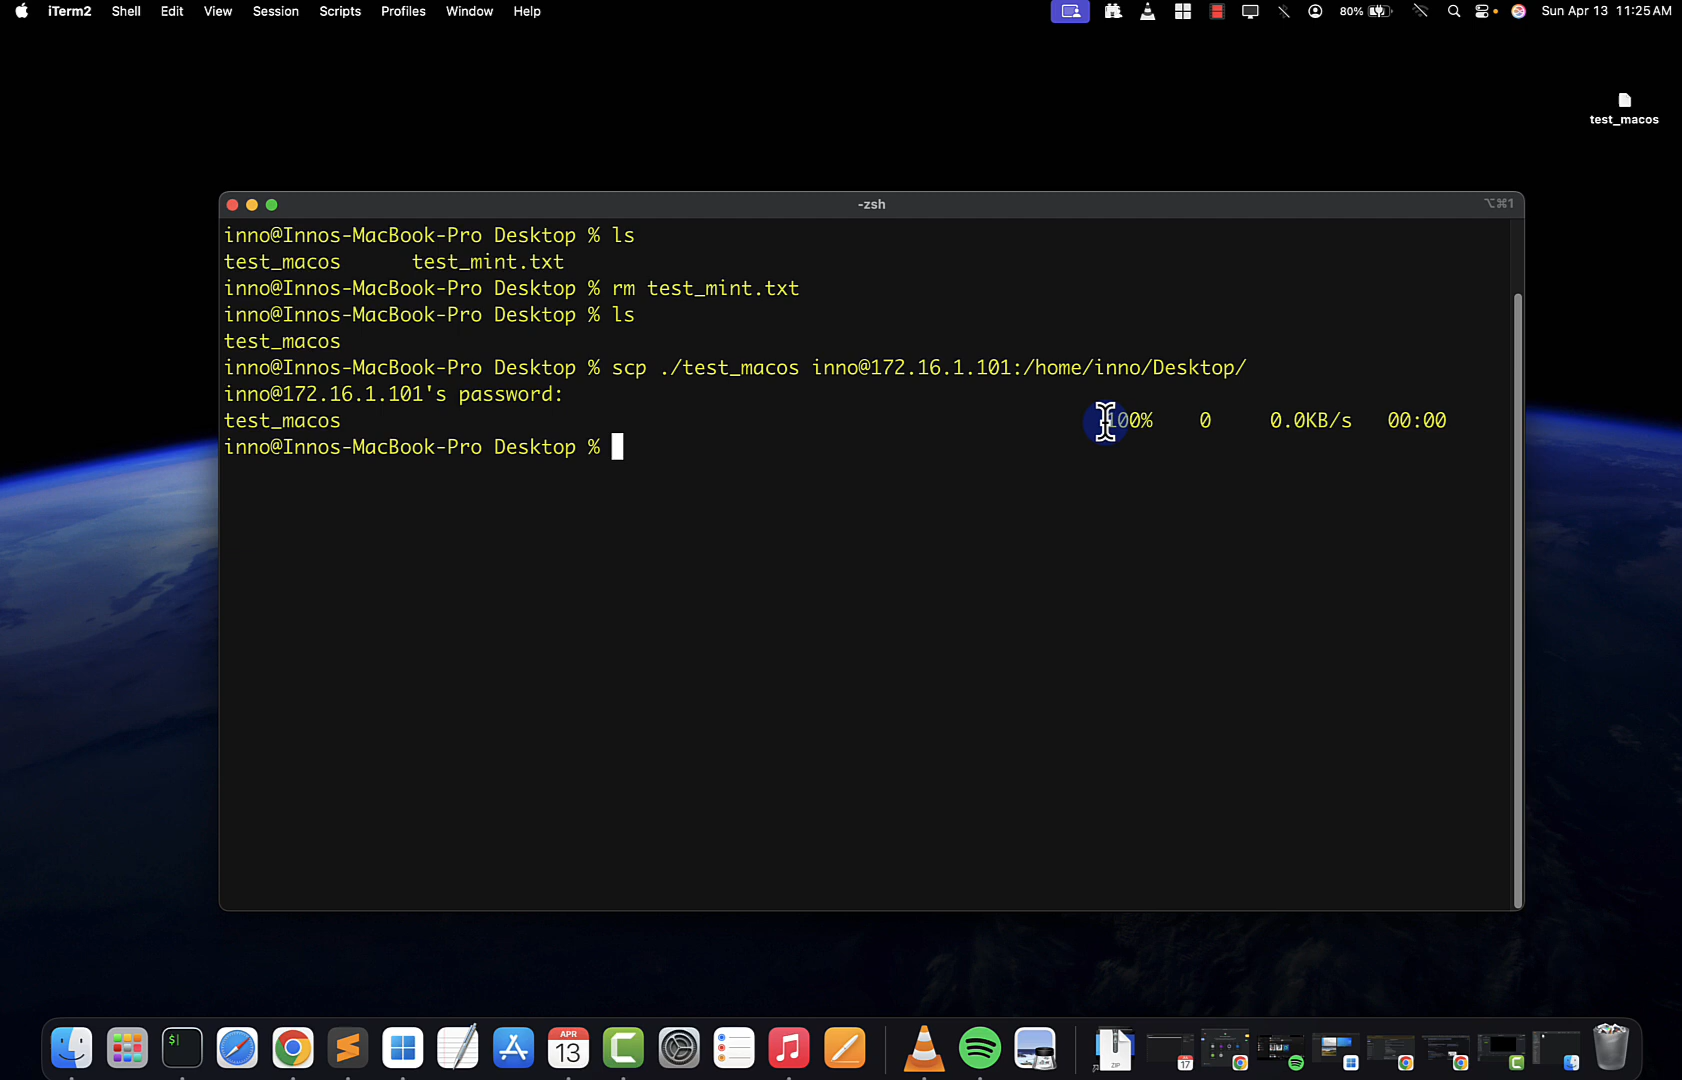 iTerm2 Shell Edit View Session Scripts Profiles Window Help 80% Sun Apr 13 11:25 AM
test_macos
-zsh ⌥⌘1
inno@Innos-MacBook-Pro Desktop % ls
test_macos test_mint.txt
inno@Innos-MacBook-Pro Desktop % rm test_mint.txt
inno@Innos-MacBook-Pro Desktop % ls
test_macos
inno@Innos-MacBook-Pro Desktop % scp ./test_macos inno@172.16.1.101:/home/inno/Desktop/
inno@172.16.1.101's password:
test_macos 100% 0 0.0KB/s 00:00
inno@Innos-MacBook-Pro Desktop %
$
APR
13
ZIP
17